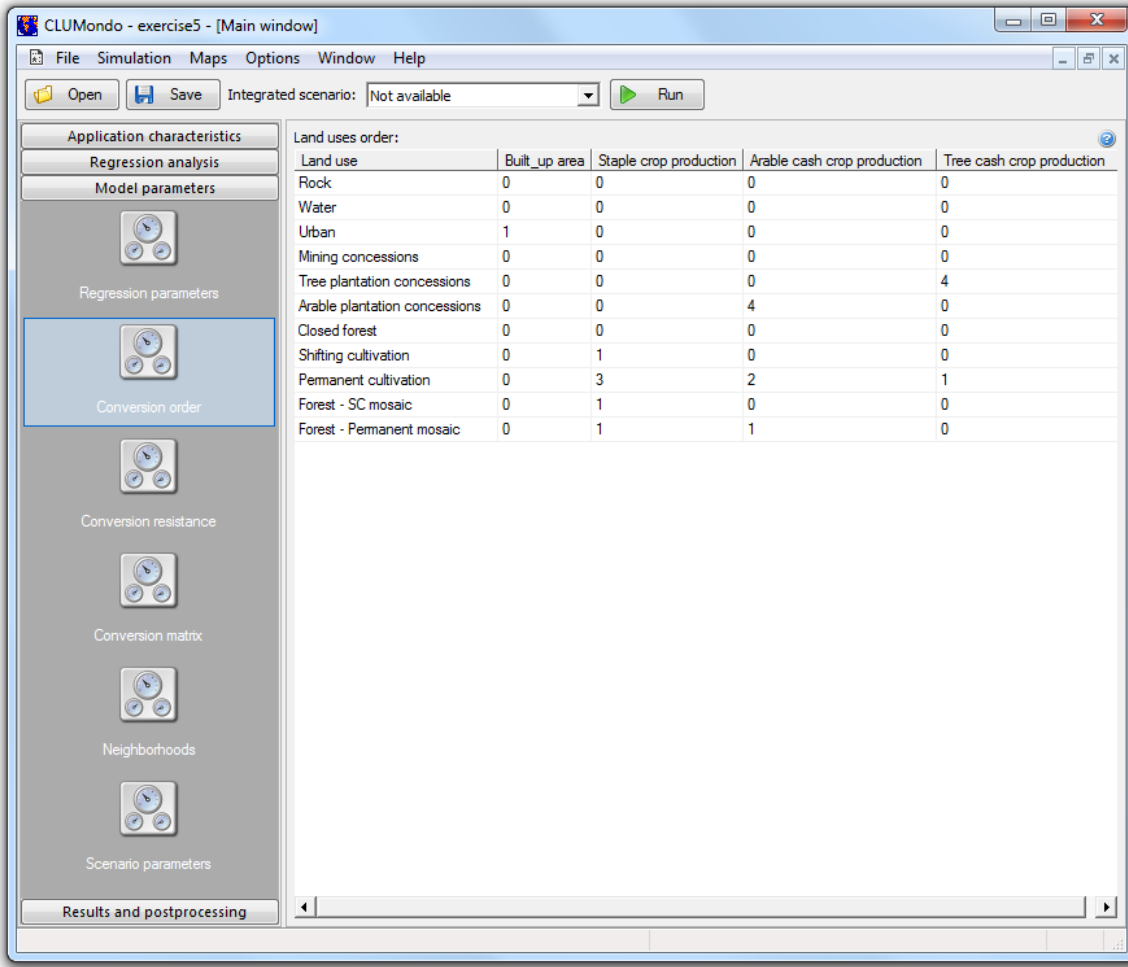 CLUMondo - exercise5 - [Main window]
File Simulation Maps Options Window Help
Open Save Integrated scenario: Not available Run
Application characteristics
Regression analysis
Model parameters
Regression parameters
Conversion order
Conversion resistance
Conversion matrix
Neighborhoods
Scenario parameters
Results and postprocessing
Land uses order:
Land use Built_up area Staple crop production Arable cash crop production Tree cash crop production
Rock 0 0 0 0
Water 0 0 0 0
Urban 1 0 0 0
Mining concessions 0 0 0 0
Tree plantation concessions 0 0 0 4
Arable plantation concessions 0 0 4 0
Closed forest 0 0 0 0
Shifting cultivation 0 1 0 0
Permanent cultivation 0 3 2 1
Forest - SC mosaic 0 1 0 0
Forest - Permanent mosaic 0 1 1 0